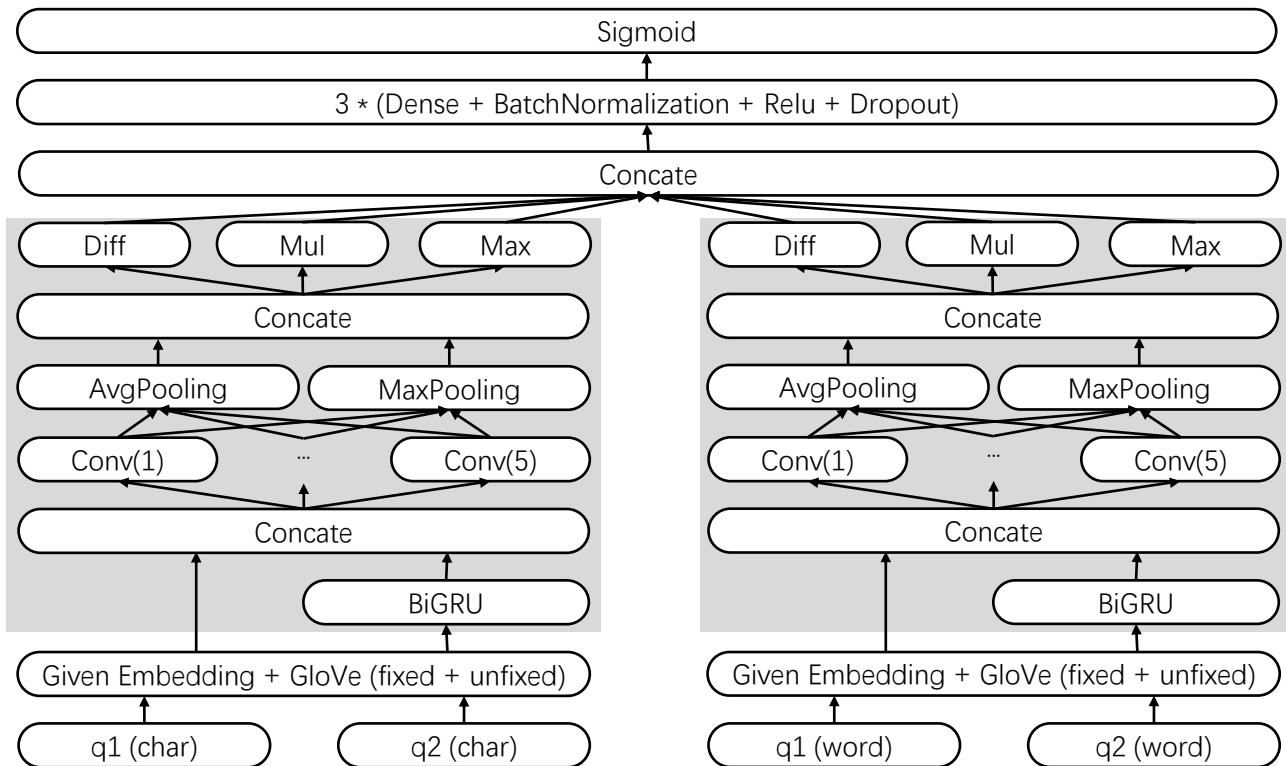 Sigmoid
3 * (Dense + BatchNormalization + Relu + Dropout)
Concate
Diff Mul Max Diff Mul Max
Concate Concate
AvgPooling MaxPooling AvgPooling MaxPooling
Conv(1) ... Conv(5) Conv(1) ... Conv(5)
Concate Concate
BiGRU BiGRU
Given Embedding + GloVe (fixed + unfixed) Given Embedding + GloVe (fixed + unfixed)
q1 (char) q2 (char) q1 (word) q2 (word)